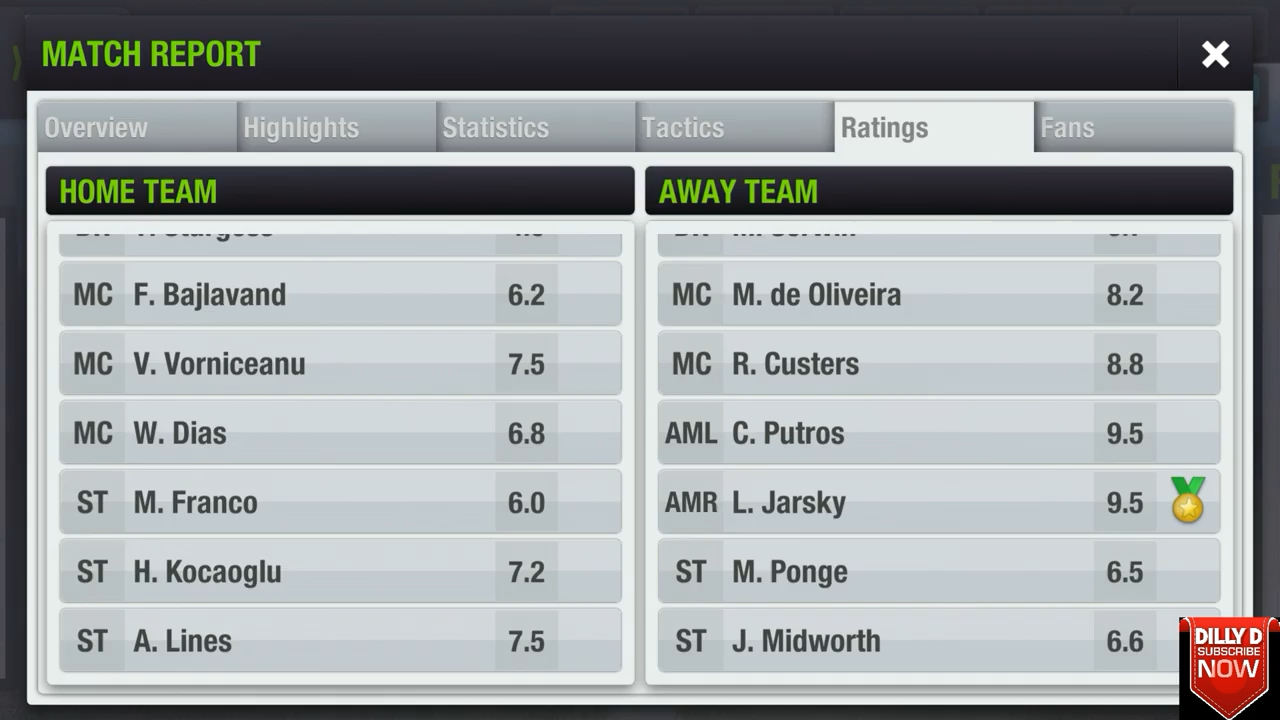 MATCH REPORT
Overview Highlights Statistics Tactics Ratings Fans
HOME TEAM
MC F. Bajlavand 6.2
MC V. Vorniceanu 7.5
MC W. Dias 6.8
ST M. Franco 6.0
ST H. Kocaoglu 7.2
ST A. Lines 7.5
AWAY TEAM
MC M. de Oliveira 8.2
MC R. Custers 8.8
AML C. Putros 9.5
AMR L. Jarsky 9.5
ST M. Ponge 6.5
ST J. Midworth 6.6
DILLY D
SUBSCRIBE
NOW